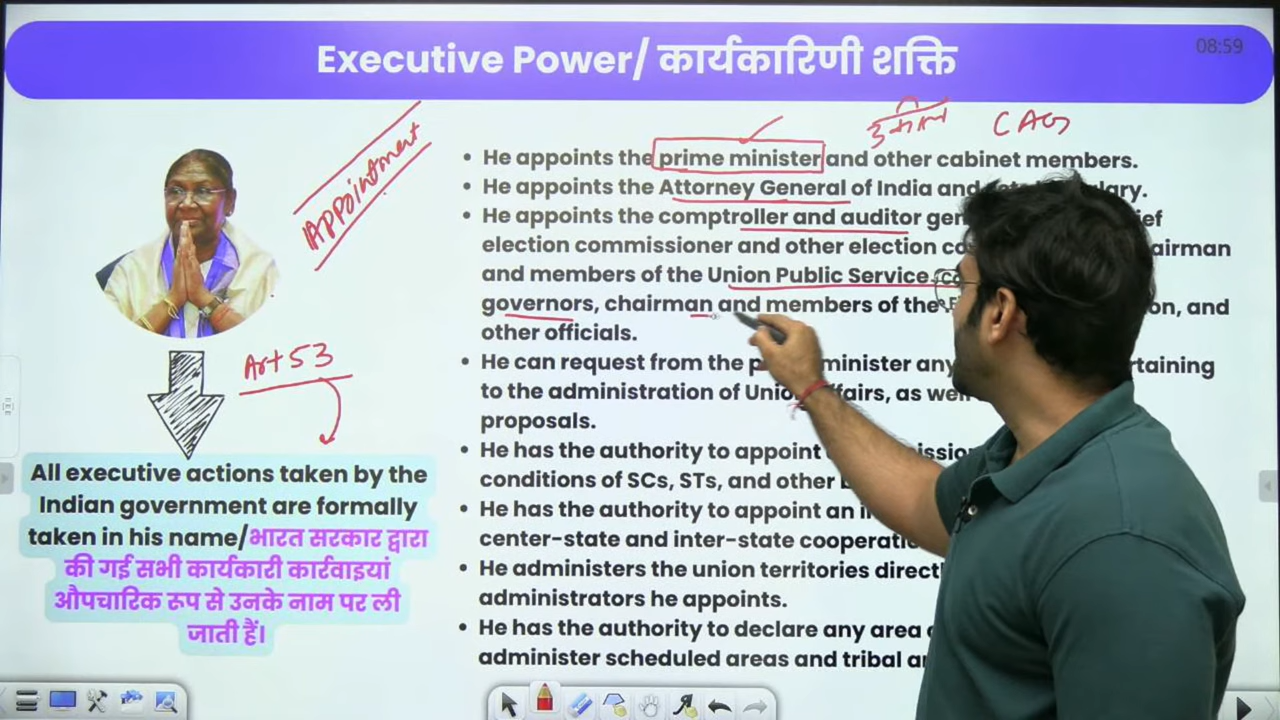 Executive Power/ कार्यकारिणी शक्ति
08:59
CAG
Appointment
• He appoints the prime minister and other cabinet members.
• He appoints the Attorney General of India and
• He appoints the comptroller and auditor
election commissioner and other election
and members of the Union Public Service
governors, chairman and members of the and
other officials.
• He can request from the minister any
to the administration of as
proposals.
• He has the authority to appoint
conditions of SCs, STs, and other
• He has the authority to appoint an
center-state and inter-state
• He administers the union territories
administrators he appoints.
• He has the authority to declare any area
administer scheduled areas and tribal
Art 53
All executive actions taken by the
Indian government are formally
taken in his name/भारत सरकार द्वारा
की गई सभी कार्यकारी कार्रवाइयां
औपचारिक रूप से उनके नाम पर ली
जाती हैं।